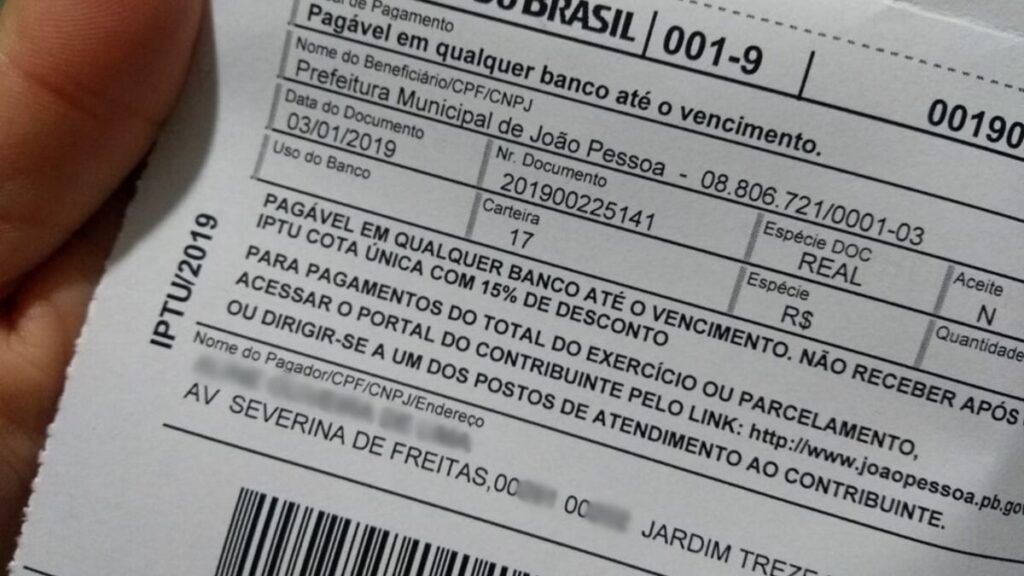 DO BRASIL 001-9 00190
de Pagamento
Pagável em qualquer banco até o vencimento.
Nome do Beneficiário/CPF/CNPJ
Prefeitura Municipal de João Pessoa - 08.806.721/0001-03
Data do Documento Nr. Documento Espécie DOC Aceite
03/01/2019 201900225141 REAL N
Uso do Banco Carteira Espécie Quantidade
17 R$
PAGÁVEL EM QUALQUER BANCO ATÉ O VENCIMENTO. NÃO RECEBER APÓS
IPTU COTA ÚNICA COM 15% DE DESCONTO
PARA PAGAMENTOS DO TOTAL DO EXERCÍCIO OU PARCELAMENTO,
ACESSAR O PORTAL DO CONTRIBUINTE PELO LINK: http://www.joaopessoa.pb.gov
OU DIRIGIR-SE A UM DOS POSTOS DE ATENDIMENTO AO CONTRIBUINTE.
IPTU/2019
Nome do Pagador/CPF/CNPJ/Endereço
AV SEVERINA DE FREITAS,00 00 JARDIM TREZE